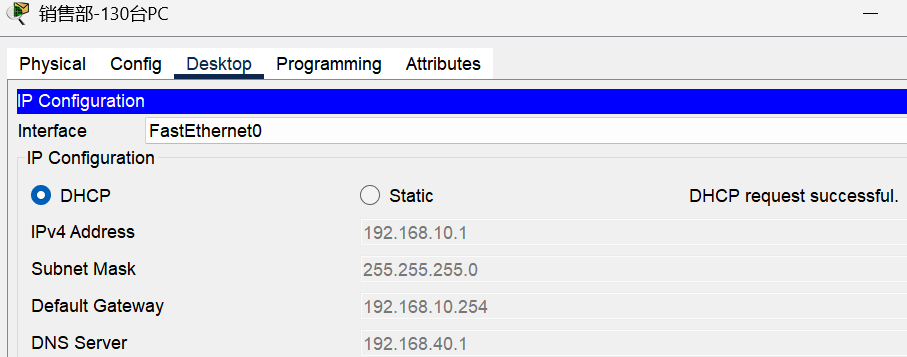 销售部-130台PC
Physical Config Desktop Programming Attributes
IP Configuration
Interface FastEthernet0
IP Configuration
DHCP Static DHCP request successful.
IPv4 Address 192.168.10.1
Subnet Mask 255.255.255.0
Default Gateway 192.168.10.254
DNS Server 192.168.40.1